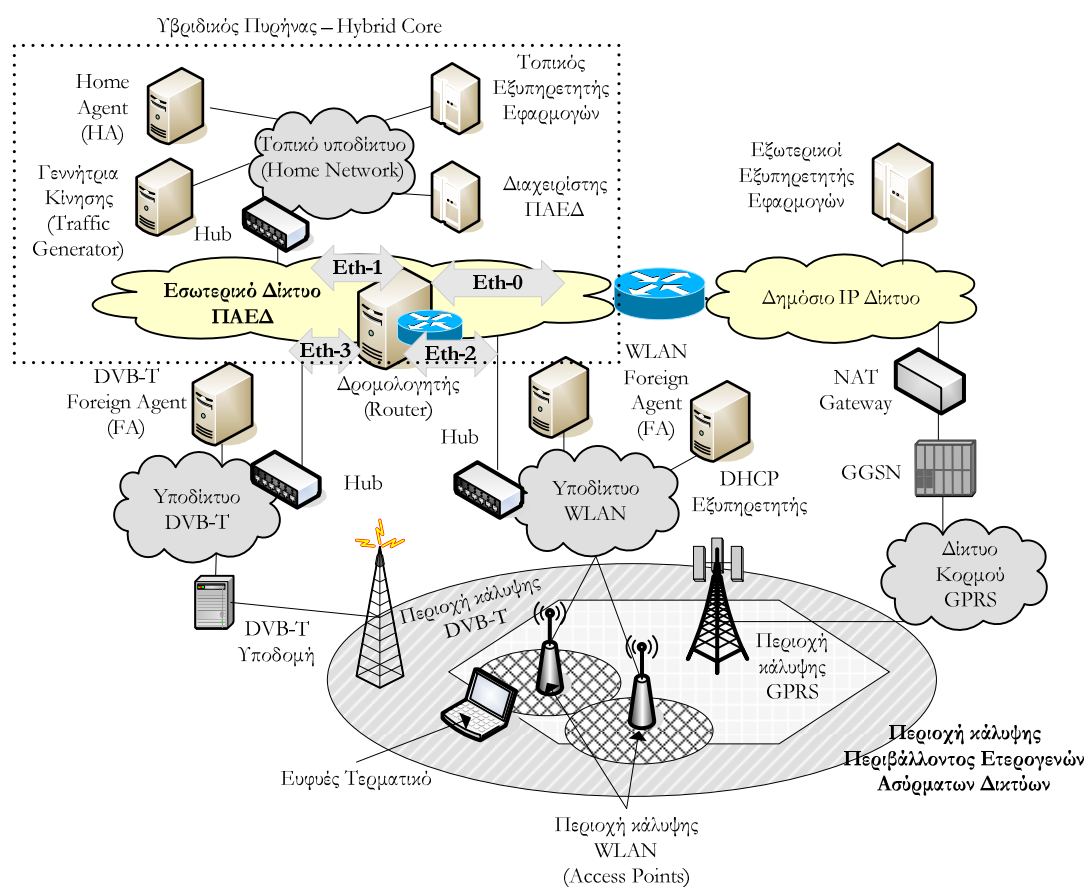 Υβριδικός Πυρήνας – Hybrid Core
Home
Agent
(HA)
Τοπικός
Εξυπηρετητής
Εφαρμογών
Τοπικό υποδίκτυο
(Home Network)
Γεννήτρια
Κίνησης
(Traffic
Generator)
Hub
Διαχειρίστης
ΠΑΕΔ
Εξωτερικοί
Εξυπηρετητής
Εφαρμογών
Eth-1
Eth-0
Εσωτερικό Δίκτυο
ΠΑΕΔ
Δημόσιο IP Δίκτυο
Eth-3
Eth-2
DVB-T
Foreign Agent
(FA)
Δρομολογητής
(Router)
Hub
WLAN
Foreign
Agent
(FA)
NAT
Gateway
GGSN
Υποδίκτυο
DVB-T
Hub
Υποδίκτυο
WLAN
DHCP
Εξυπηρετητής
Δίκτυο
Κορμού
GPRS
DVB-T
Υποδομή
Περιοχή κάλυψης
DVB-T
Περιοχή
κάλυψης
GPRS
Ευφυές Τερματικό
Περιοχή κάλυψης
Περιβάλλοντος Ετερογενών
Ασύρματων Δικτύων
Περιοχή κάλυψης
WLAN
(Access Points)